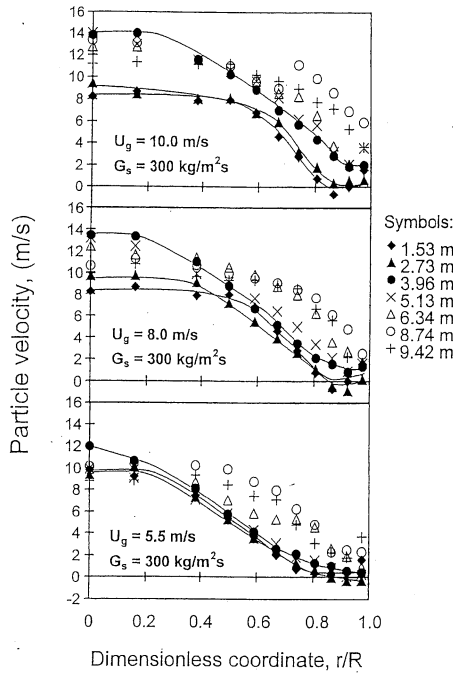 16
14
12
10
8
6
4
2
0
U_g = 10.0 m/s
G_s = 300 kg/m²s
16
14
12
10
8
6
4
2
0
U_g = 8.0 m/s
G_s = 300 kg/m²s
16
14
12
10
8
6
4
2
0
-2
U_g = 5.5 m/s
G_s = 300 kg/m²s
0
0.2
0.4
0.6
0.8
1.0
Particle velocity, (m/s)
Dimensionless coordinate, r/R
Symbols:
1.53 m
2.73 m
3.96 m
5.13 m
6.34 m
8.74 m
9.42 m